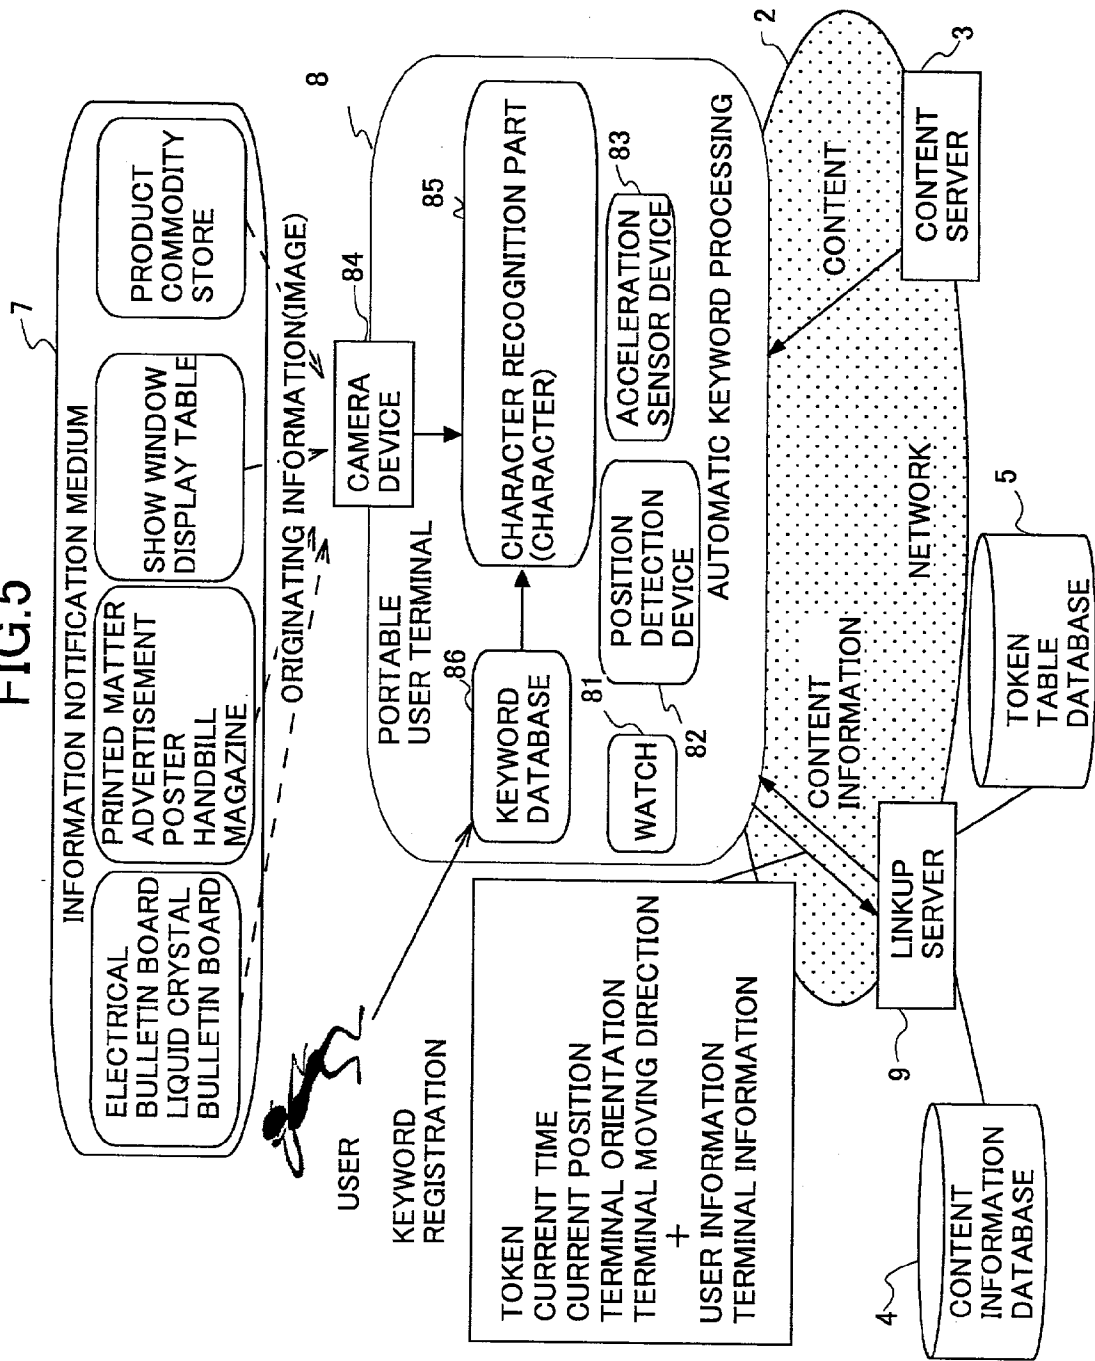 FIG.5
INFORMATION NOTIFICATION MEDIUM
7
ELECTRICAL
BULLETIN BOARD
LIQUID CRYSTAL
BULLETIN BOARD
PRINTED MATTER
ADVERTISEMENT
POSTER
HANDBILL
MAGAZINE
SHOW WINDOW
DISPLAY TABLE
PRODUCT
COMMODITY
STORE
ORIGINATING INFORMATION(IMAGE)
USER
KEYWORD
REGISTRATION
8
PORTABLE
USER TERMINAL
CAMERA
DEVICE
84
85
CHARACTER RECOGNITION PART
(CHARACTER)
86
KEYWORD
DATABASE
81
WATCH
82
POSITION
DETECTION
DEVICE
83
ACCELERATION
SENSOR DEVICE
AUTOMATIC KEYWORD PROCESSING
TOKEN
CURRENT TIME
CURRENT POSITION
TERMINAL ORIENTATION
TERMINAL MOVING DIRECTION
+
USER INFORMATION
TERMINAL INFORMATION
2
CONTENT
INFORMATION
CONTENT
NETWORK
3
CONTENT
SERVER
9
LINKUP
SERVER
4
CONTENT
INFORMATION
DATABASE
5
TOKEN
TABLE
DATABASE